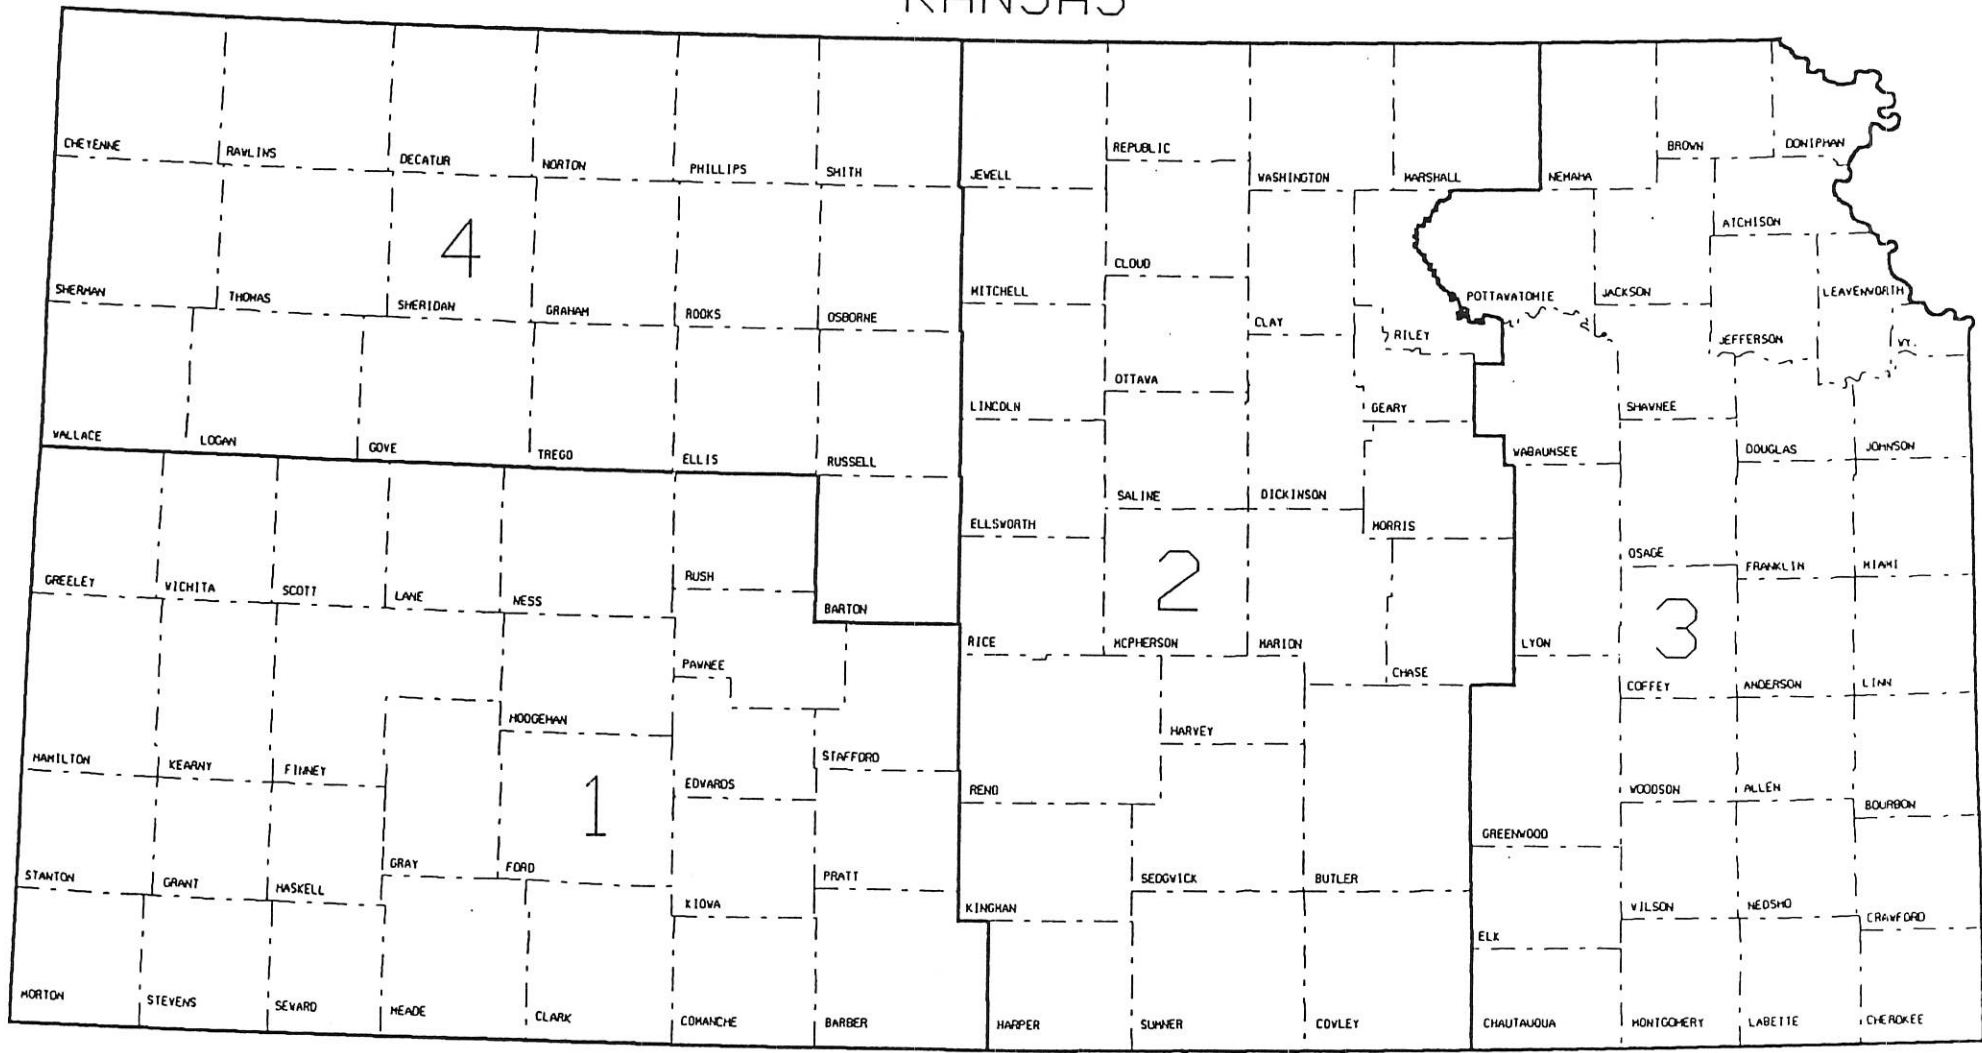 KANSAS
CHEYENNE RAWLINS DECATUR NORTON PHILLIPS SMITH JEWELL REPUBLIC WASHINGTON MARSHALL NEMAHA BROWN DONIPHAN
ATCHISON
4
SHERMAN THOMAS SHERIDAN GRAHAM ROOKS OSBORNE MITCHELL CLOUD CLAY RILEY POTTAWATOMIE JACKSON JEFFERSON LEAVENWORTH WY.
WALLACE LOGAN GOVE TREGO ELLIS RUSSELL LINCOLN OTTAWA GEARY WABAUNSEE SHAWNEE DOUGLAS JOHNSON
ELLSWORTH SALINE DICKINSON MORRIS
GREELEY WICHITA SCOTT LANE NESS RUSH BARTON OSAGE FRANKLIN MIAMI
2
3
PAWNEE RICE MCPHERSON MARION CHASE LYON COFFEY ANDERSON LINN
HAMILTON KEARNY FINNEY HODGEMAN EDWARDS STAFFORD RENO HARVEY WOODSON ALLEN BOURBON
1
STANTON GRANT HASKELL GRAY FORD KIOWA PRATT KINGMAN SEDGWICK BUTLER GREENWOOD WILSON NEOSHO CRAWFORD
ELK
MORTON STEVENS SEWARD MEADE CLARK COMANCHE BARBER HARPER SUMNER COWLEY CHAUTAUQUA MONTGOMERY LABETTE CHEROKEE